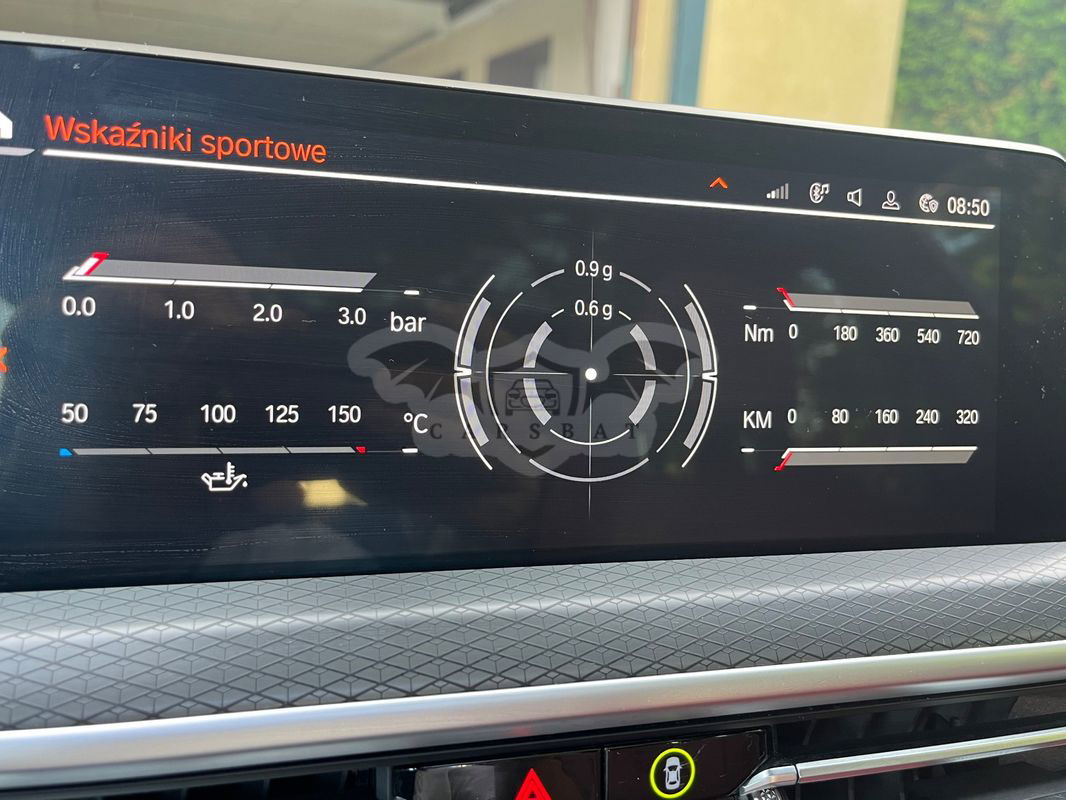 Wskaźniki sportowe
08:50
0.0 1.0 2.0 3.0 bar
50 75 100 125 150 °C
0.9 g
0.6 g
Nm 0 180 360 540 720
KM 0 80 160 240 320
CARSBAT